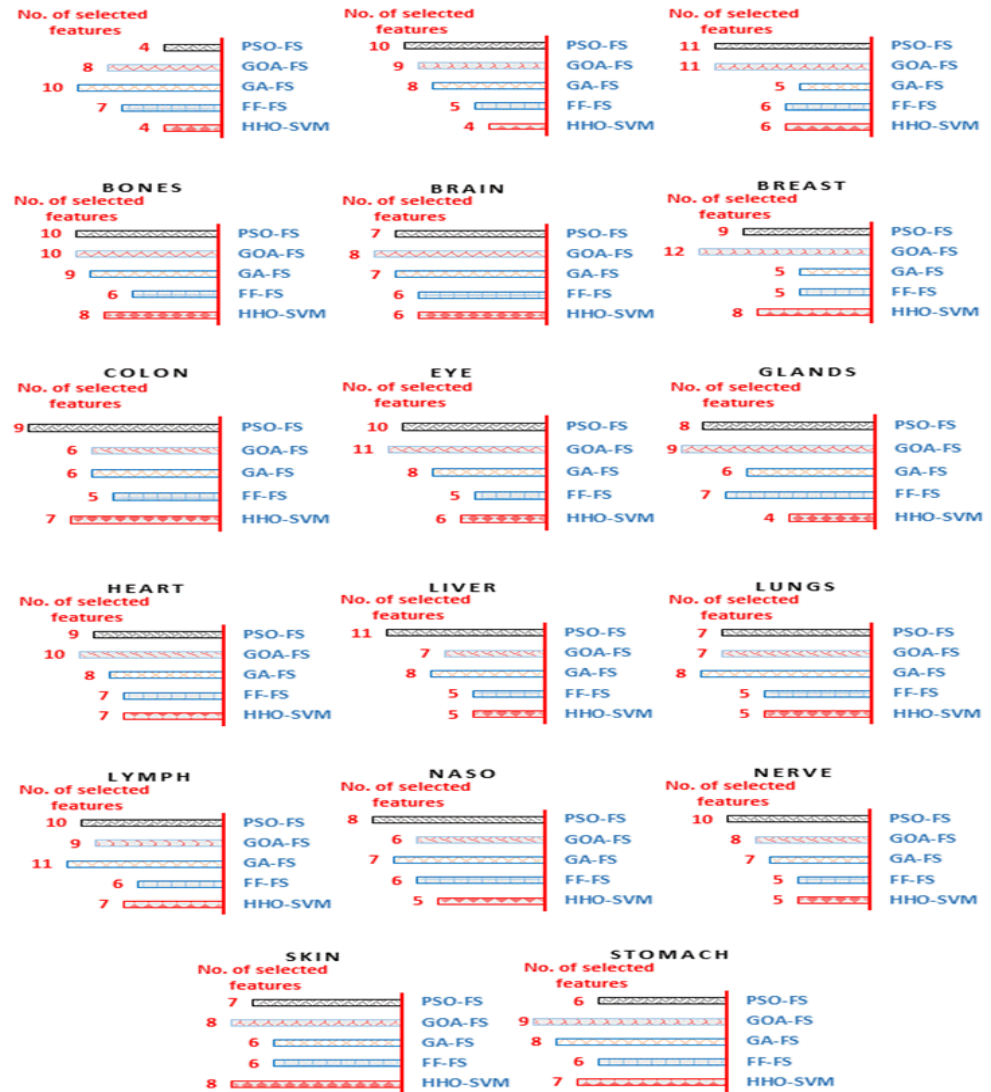 No. of selected
features
4 PSO-FS
8 GOA-FS
10 GA-FS
7 FF-FS
4 HHO-SVM
No. of selected
features
10 PSO-FS
9 GOA-FS
8 GA-FS
5 FF-FS
4 HHO-SVM
No. of selected
features
11 PSO-FS
11 GOA-FS
5 GA-FS
6 FF-FS
6 HHO-SVM
BONES
No. of selected
features
10 PSO-FS
10 GOA-FS
9 GA-FS
6 FF-FS
8 HHO-SVM
BRAIN
No. of selected
features
7 PSO-FS
8 GOA-FS
7 GA-FS
6 FF-FS
6 HHO-SVM
BREAST
No. of selected
features
9 PSO-FS
12 GOA-FS
5 GA-FS
5 FF-FS
8 HHO-SVM
COLON
No. of selected
features
9 PSO-FS
6 GOA-FS
6 GA-FS
5 FF-FS
7 HHO-SVM
EYE
No. of selected
features
10 PSO-FS
11 GOA-FS
8 GA-FS
5 FF-FS
6 HHO-SVM
GLANDS
No. of selected
features
8 PSO-FS
9 GOA-FS
6 GA-FS
7 FF-FS
4 HHO-SVM
HEART
No. of selected
features
9 PSO-FS
10 GOA-FS
8 GA-FS
7 FF-FS
7 HHO-SVM
LIVER
No. of selected
features
11 PSO-FS
7 GOA-FS
8 GA-FS
5 FF-FS
5 HHO-SVM
LUNGS
No. of selected
features
7 PSO-FS
7 GOA-FS
8 GA-FS
5 FF-FS
5 HHO-SVM
LYMPH
No. of selected
features
10 PSO-FS
9 GOA-FS
11 GA-FS
6 FF-FS
7 HHO-SVM
NASO
No. of selected
features
8 PSO-FS
6 GOA-FS
7 GA-FS
6 FF-FS
5 HHO-SVM
NERVE
No. of selected
features
10 PSO-FS
8 GOA-FS
7 GA-FS
5 FF-FS
5 HHO-SVM
SKIN
No. of selected
features
7 PSO-FS
8 GOA-FS
6 GA-FS
6 FF-FS
8 HHO-SVM
STOMACH
No. of selected
features
6 PSO-FS
9 GOA-FS
8 GA-FS
6 FF-FS
7 HHO-SVM